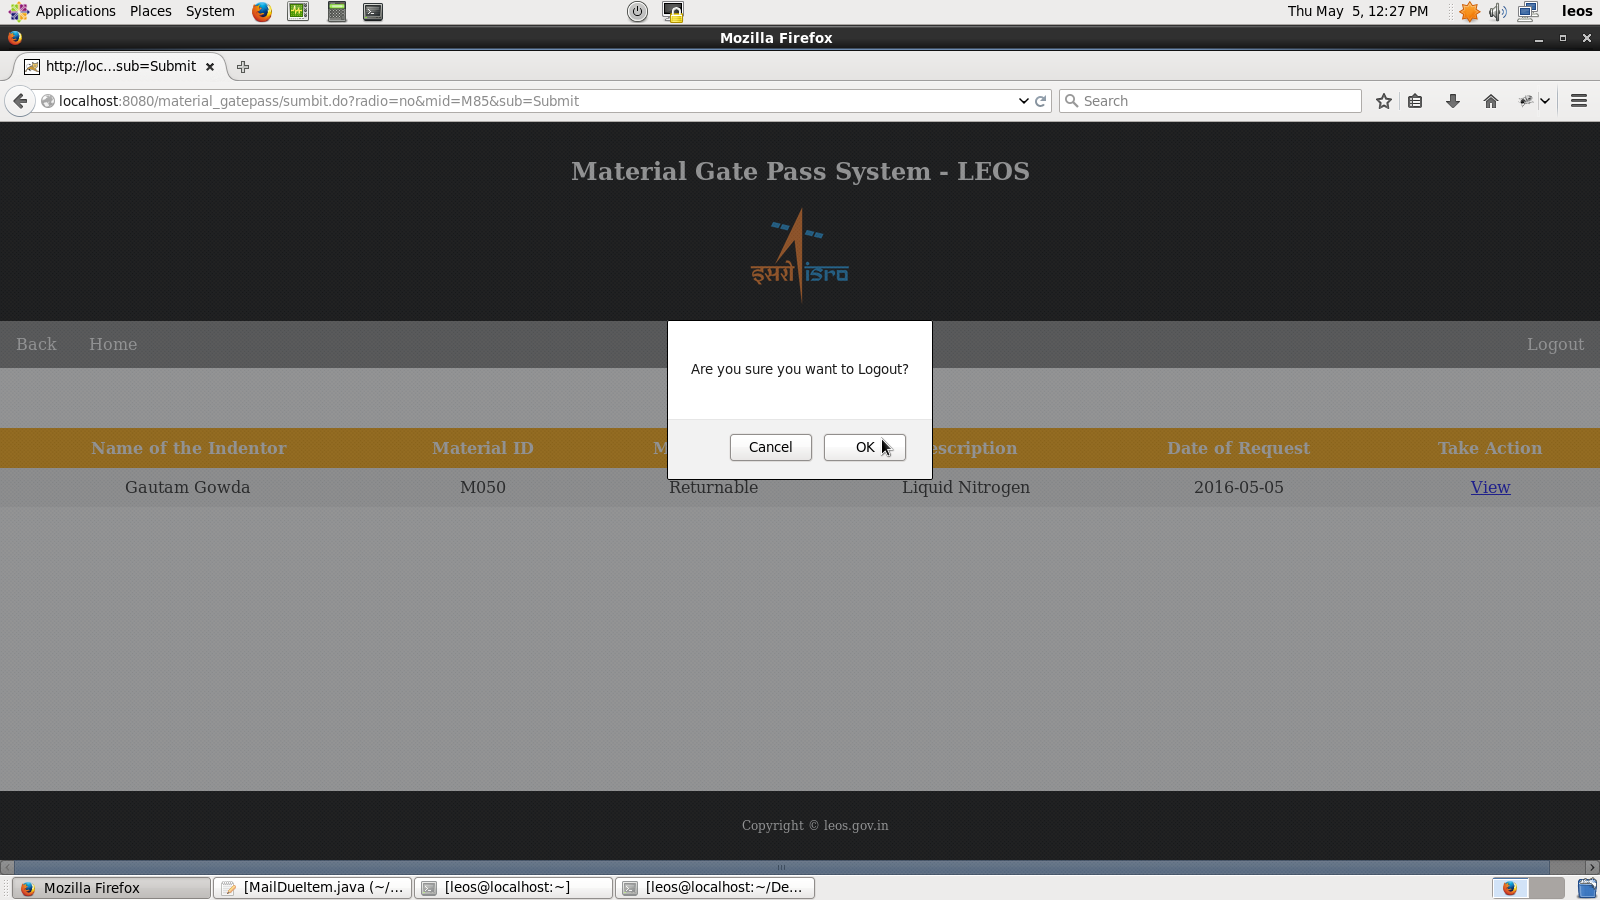 Applications Places System Thu May 5, 12:27 PM leos
Mozilla Firefox
http://loc...sub=Submit
localhost:8080/material_gatepass/sumbit.do?radio=no&mid=M85&sub=Submit Search
Material Gate Pass System - LEOS
इसरो isro
Back Home Logout
Are you sure you want to Logout?
Cancel OK
Name of the Indentor Material ID M escription Date of Request Take Action
Gautam Gowda M050 Returnable Liquid Nitrogen 2016-05-05 View
Copyright © leos.gov.in
Mozilla Firefox [MailDueItem.java (~/... [leos@localhost:~] [leos@localhost:~/De...